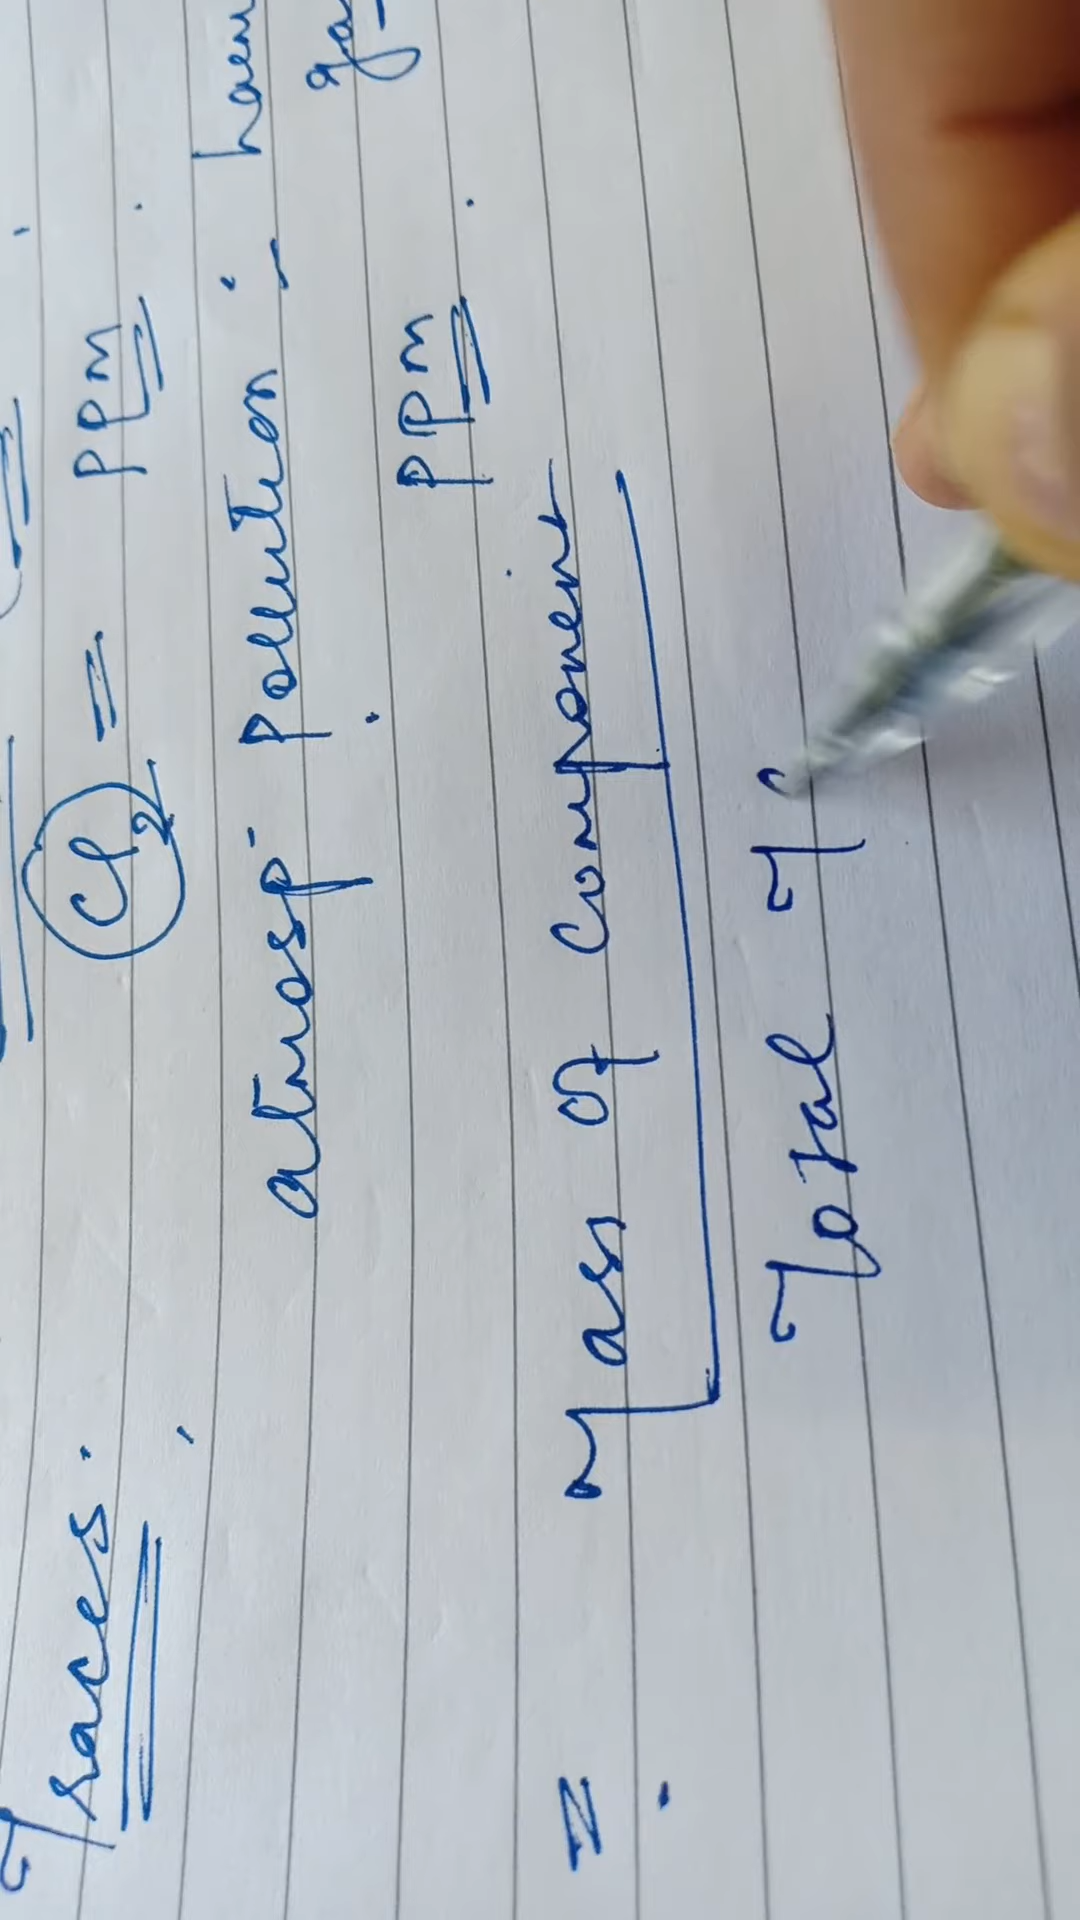 Traces. Cl2 = PPM.
atmosp- Pollution -
PPM.
= Mass of Component
Total